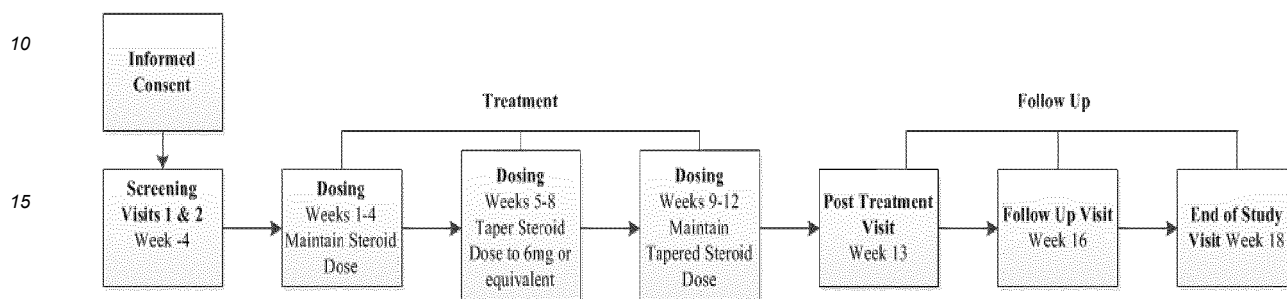 10
Informed
Consent
Treatment
Follow Up
15
Screening
Visits 1 & 2
Week -4
Dosing
Weeks 1-4
Maintain Steroid
Dose
Dosing
Weeks 5-8
Taper Steroid
Dose to 6mg or
equivalent
Dosing
Weeks 9-12
Maintain
Tapered Steroid
Dose
Post Treatment
Visit
Week 13
Follow Up Visit
Week 16
End of Study
Visit Week 18